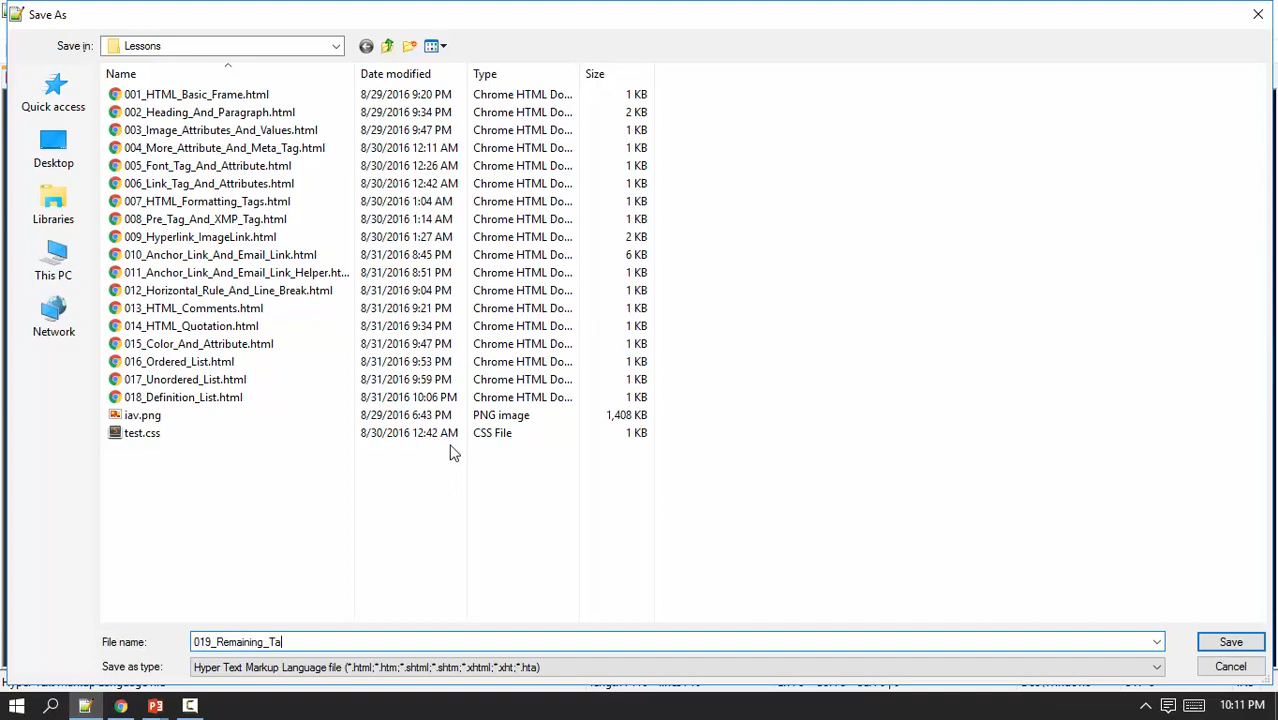 Save As
Save in: Lessons
Name Date modified Type Size
Quick access
Desktop
Libraries
This PC
Network
001_HTML_Basic_Frame.html 8/29/2016 9:20 PM Chrome HTML Do... 1 KB
002_Heading_And_Paragraph.html 8/29/2016 9:34 PM Chrome HTML Do... 2 KB
003_Image_Attributes_And_Values.html 8/29/2016 9:47 PM Chrome HTML Do... 1 KB
004_More_Attribute_And_Meta_Tag.html 8/30/2016 12:11 AM Chrome HTML Do... 1 KB
005_Font_Tag_And_Attribute.html 8/30/2016 12:26 AM Chrome HTML Do... 1 KB
006_Link_Tag_And_Attributes.html 8/30/2016 12:42 AM Chrome HTML Do... 1 KB
007_HTML_Formatting_Tags.html 8/30/2016 1:04 AM Chrome HTML Do... 1 KB
008_Pre_Tag_And_XMP_Tag.html 8/30/2016 1:14 AM Chrome HTML Do... 1 KB
009_Hyperlink_ImageLink.html 8/30/2016 1:27 AM Chrome HTML Do... 2 KB
010_Anchor_Link_And_Email_Link.html 8/31/2016 8:45 PM Chrome HTML Do... 6 KB
011_Anchor_Link_And_Email_Link_Helper.ht... 8/31/2016 8:51 PM Chrome HTML Do... 1 KB
012_Horizontal_Rule_And_Line_Break.html 8/31/2016 9:04 PM Chrome HTML Do... 1 KB
013_HTML_Comments.html 8/31/2016 9:21 PM Chrome HTML Do... 1 KB
014_HTML_Quotation.html 8/31/2016 9:34 PM Chrome HTML Do... 1 KB
015_Color_And_Attribute.html 8/31/2016 9:47 PM Chrome HTML Do... 1 KB
016_Ordered_List.html 8/31/2016 9:53 PM Chrome HTML Do... 1 KB
017_Unordered_List.html 8/31/2016 9:59 PM Chrome HTML Do... 1 KB
018_Definition_List.html 8/31/2016 10:06 PM Chrome HTML Do... 1 KB
iav.png 8/29/2016 6:43 PM PNG image 1,408 KB
test.css 8/30/2016 12:42 AM CSS File 1 KB
File name: 019_Remaining_Ta Save
Save as type: Hyper Text Markup Language file (*.html;*.htm;*.shtml;*.shtm;*.xhtml;*.xht;*.hta) Cancel
10:11 PM